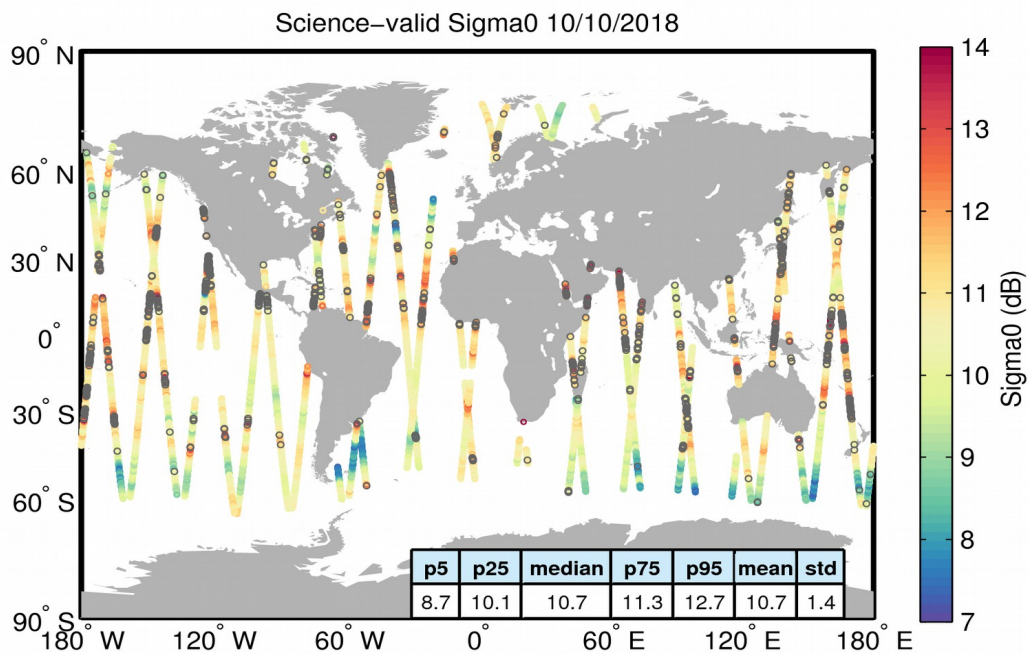 Science−valid Sigma0 10/10/2018
90° N
60° N
30° N
0°
30° S
60° S
90° S
180° W
120° W
60° W
0°
60° E
120° E
180° E
p5 p25 median p75 p95 mean std
8.7 10.1 10.7 11.3 12.7 10.7 1.4
14
13
12
11
10
9
8
7
Sigma0 (dB)